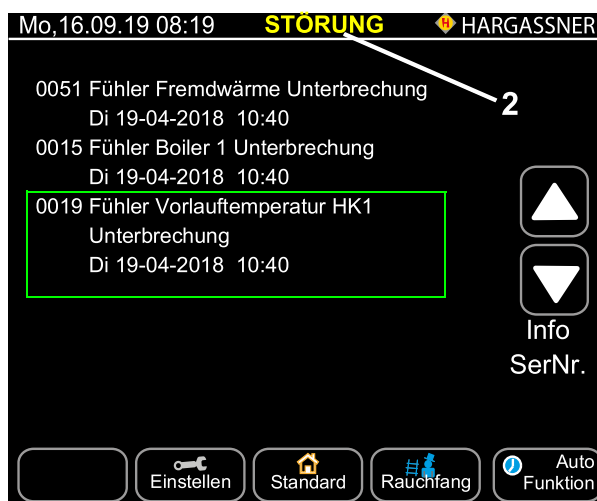 Mo,16.09.19 08:19 STÖRUNG HARGASSNER
0051 Fühler Fremdwärme Unterbrechung
Di 19-04-2018 10:40
2
0015 Fühler Boiler 1 Unterbrechung
Di 19-04-2018 10:40
0019 Fühler Vorlauftemperatur HK1
Unterbrechung
Di 19-04-2018 10:40
Info
SerNr.
Einstellen
Standard
Rauchfang
Auto
Funktion